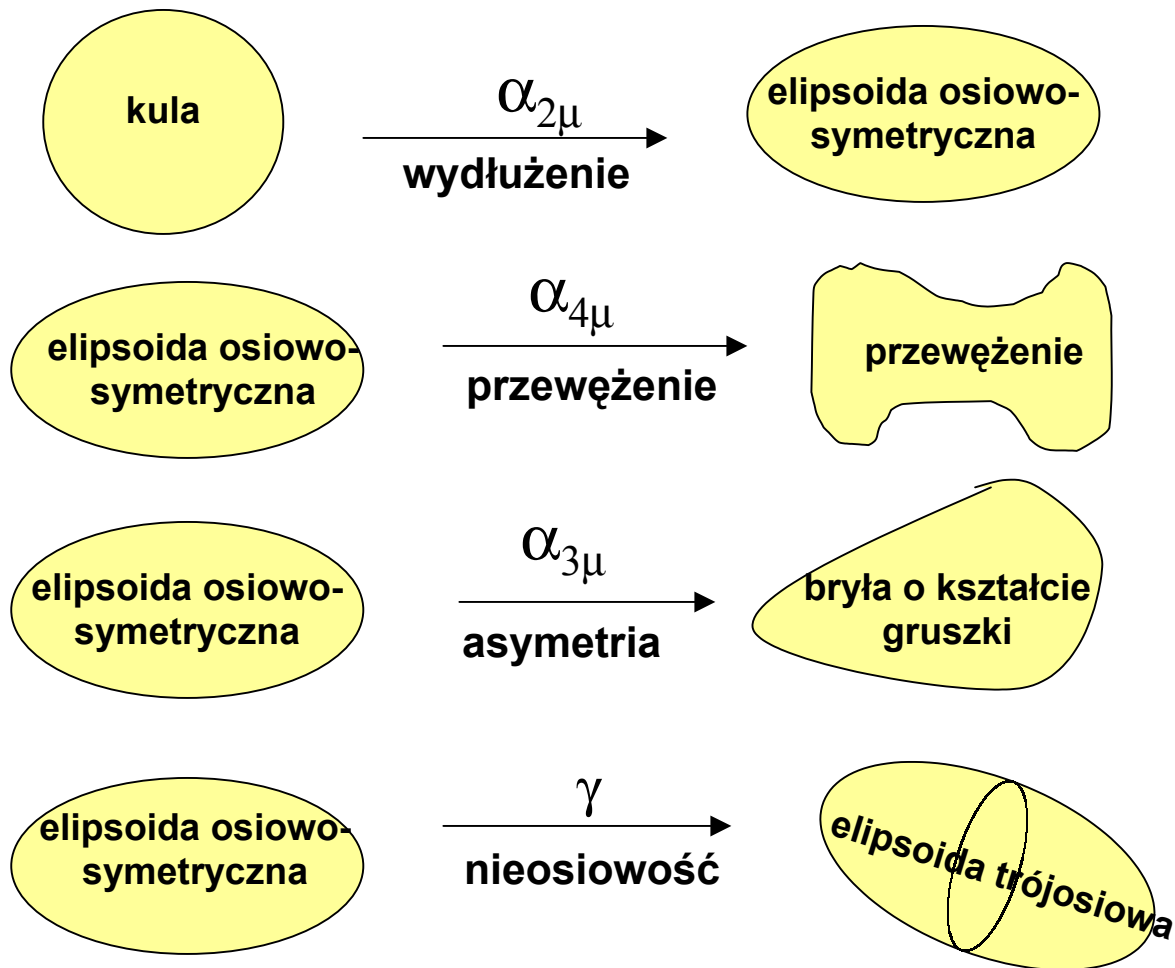 kula
α2μ
wydłużenie
elipsoida osiowo-
symetryczna
elipsoida osiowo-
symetryczna
α4μ
przewężenie
przewężenie
elipsoida osiowo-
symetryczna
α3μ
asymetria
bryła o kształcie
gruszki
elipsoida osiowo-
symetryczna
γ
nieosiowość
elipsoida trójosiowa